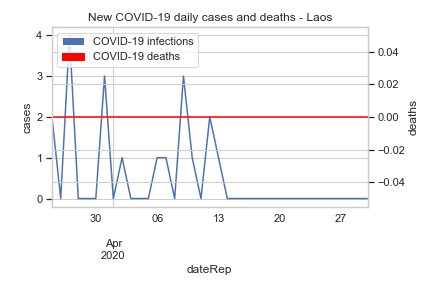 New COVID-19 daily cases and deaths - Laos
COVID-19 infections
COVID-19 deaths
4
3
2
1
0
cases
0.04
0.02
0.00
−0.02
−0.04
deaths
30 06 13 20 27
Apr
2020
dateRep